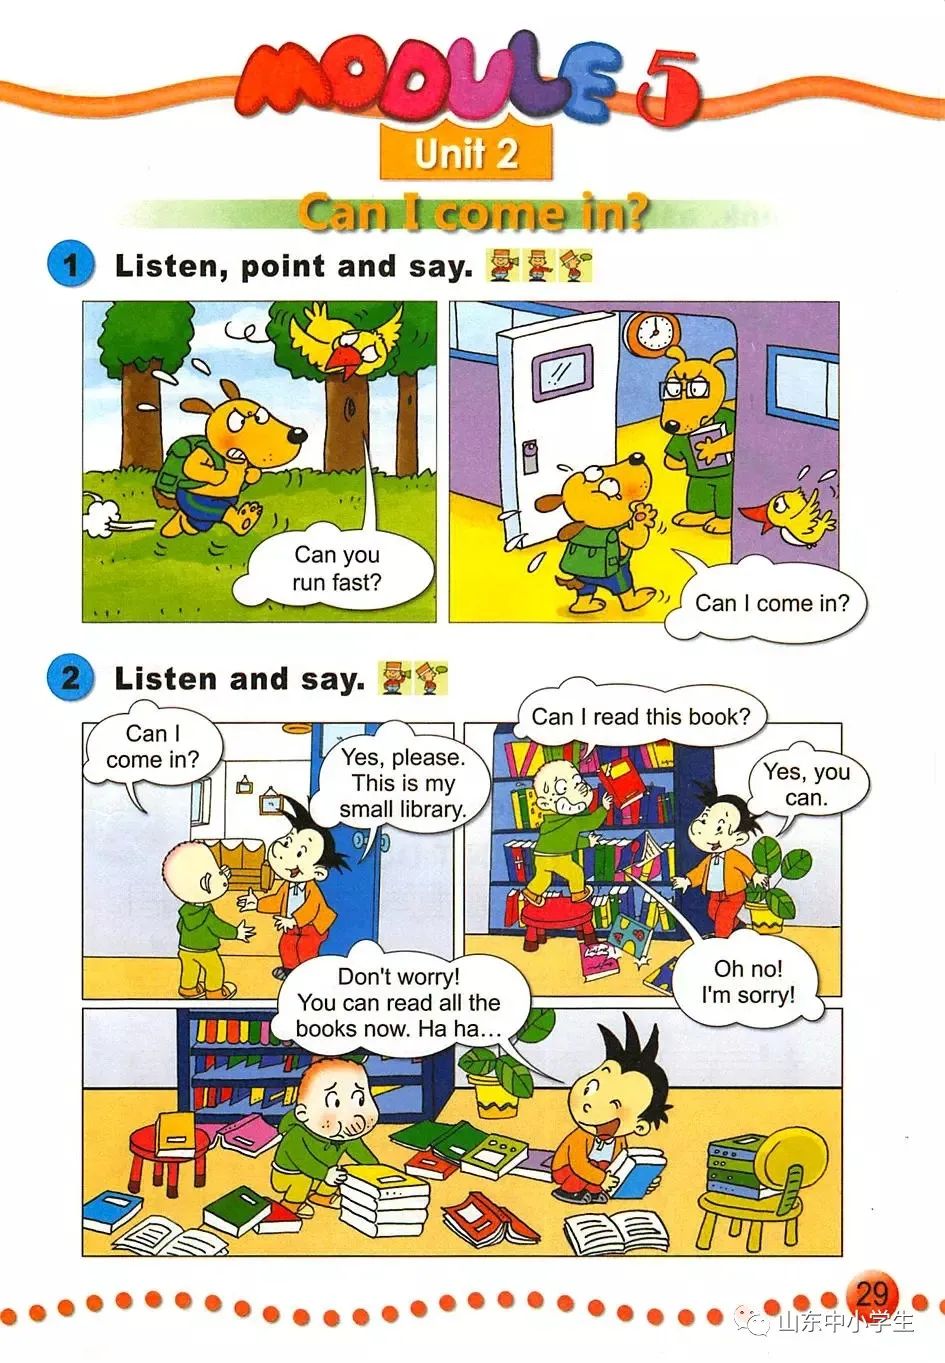 MODULE 5
Unit 2
Can I come in?
1 Listen, point and say.
Can you
run fast?
Can I come in?
2 Listen and say.
Can I
come in?
Yes, please.
This is my
small library.
Can I read this book?
Yes, you
can.
Oh no!
I'm sorry!
Don't worry!
You can read all the
books now. Ha ha...
29
山东中小学生